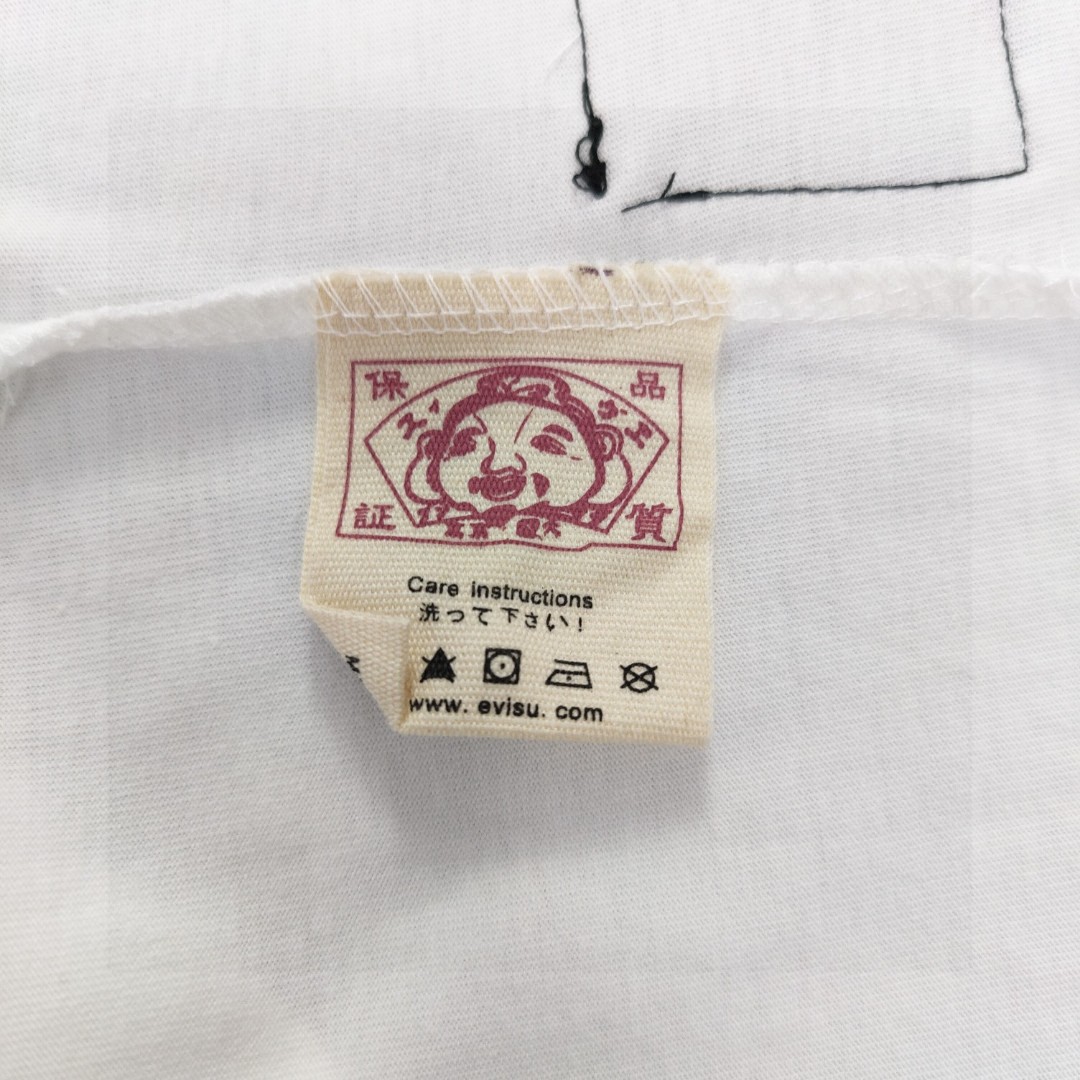 保 品
証 質
Care instructions
洗って下さい!
www. evisu. com